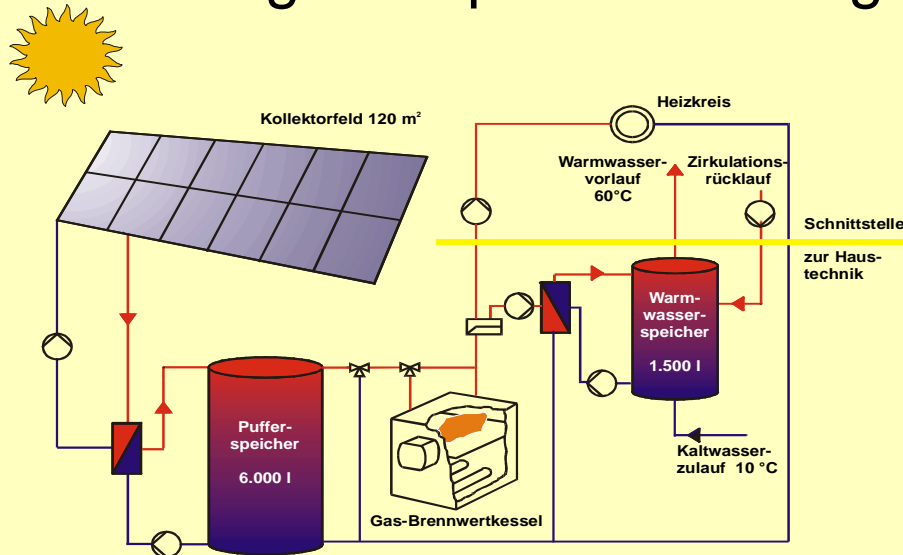 Kollektorfeld 120 m²
Heizkreis
Warmwasser-
vorlauf
60°C
Zirkulations-
rücklauf
Schnittstelle
zur Haus-
technik
Warm-
wasser-
speicher
1.500 l
Puffer-
speicher
6.000 l
Kaltwasser-
zulauf 10 °C
Gas-Brennwertkessel